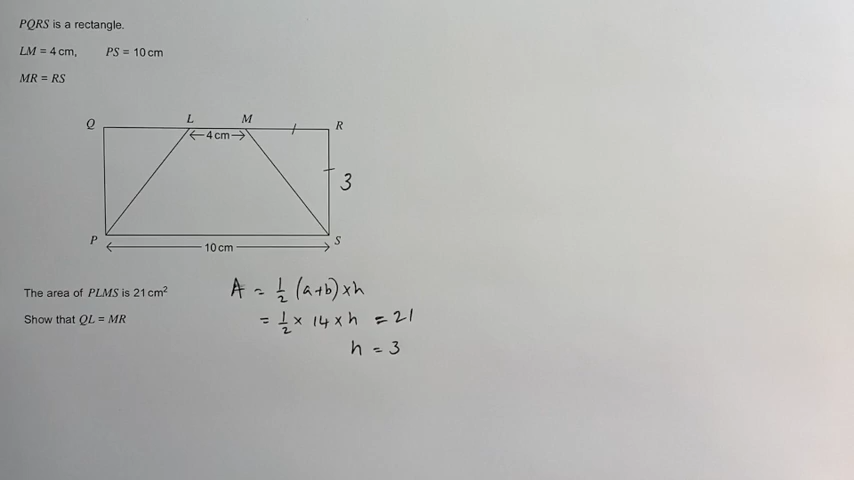 PQRS is a rectangle.
LM = 4 cm, PS = 10 cm
MR = RS
Q L M R
4 cm
3
P S
10 cm
The area of PLMS is 21 cm²
Show that QL = MR
A = 1/2 (a+b) x h
= 1/2 x 14 x h = 21
h = 3